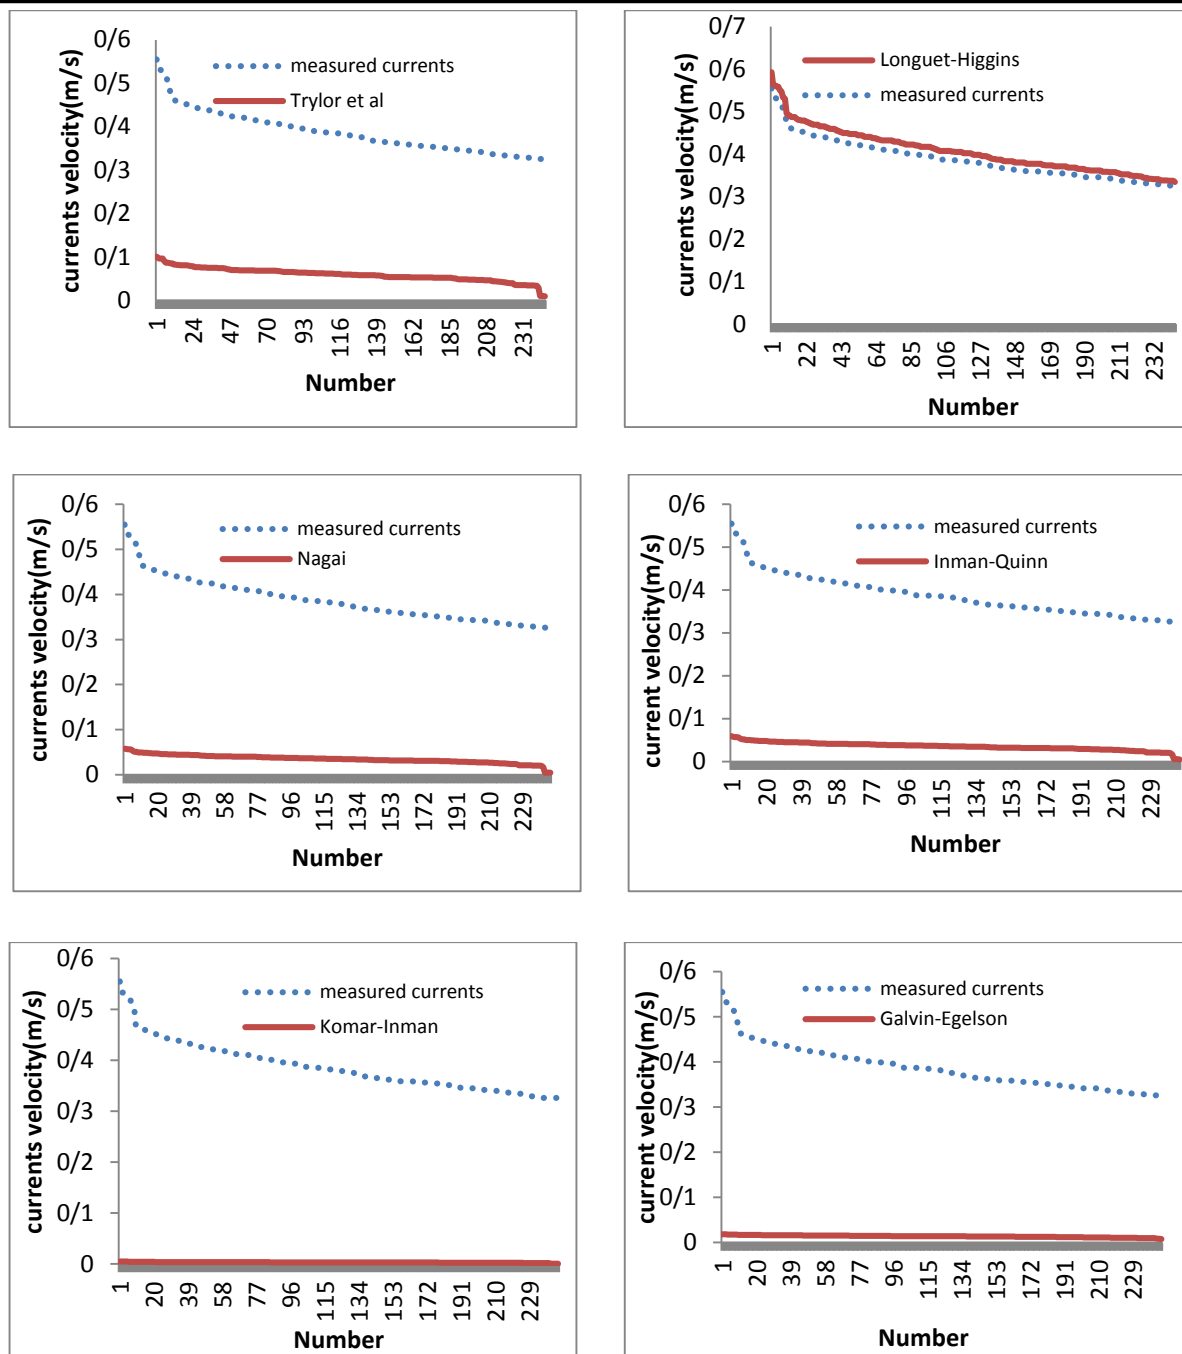 0/6
0/5
0/4
0/3
0/2
0/1
0
currents velocity(m/s)
measured currents
Trylor et al
1 24 47 70 93 116 139 162 185 208 231
Number
0/7
0/6
0/5
0/4
0/3
0/2
0/1
0
currents velocity(m/s)
Longuet-Higgins
measured currents
1 22 43 64 85 106 127 148 169 190 211 232
Number
0/6
0/5
0/4
0/3
0/2
0/1
0
currents velocity(m/s)
measured currents
Nagai
1 20 39 58 77 96 115 134 153 172 191 210 229
Number
0/6
0/5
0/4
0/3
0/2
0/1
0
current velocity(m/s)
measured currents
Inman-Quinn
1 20 39 58 77 96 115 134 153 172 191 210 229
Number
0/6
0/5
0/4
0/3
0/2
0/1
0
currents velocity(m/s)
measured currents
Komar-Inman
1 20 39 58 77 96 115 134 153 172 191 210 229
Number
0/6
0/5
0/4
0/3
0/2
0/1
0
current velocity(m/s)
measured currents
Galvin-Egelson
1 20 39 58 77 96 115 134 153 172 191 210 229
Number